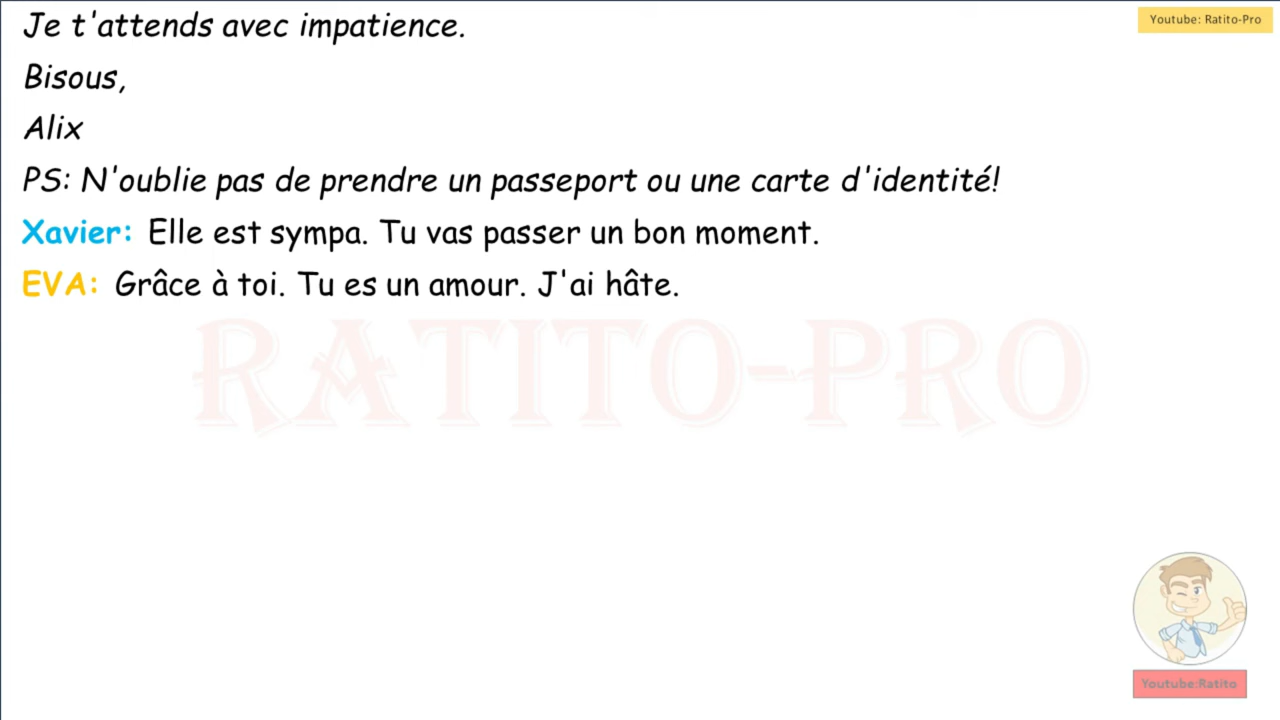 Je t'attends avec impatience.
Youtube: Ratito-Pro
Bisous,
Alix
PS: N'oublie pas de prendre un passeport ou une carte d'identité!
Xavier: Elle est sympa. Tu vas passer un bon moment.
EVA: Grâce à toi. Tu es un amour. J'ai hâte.
RATITO-PRO
Youtube:Ratito